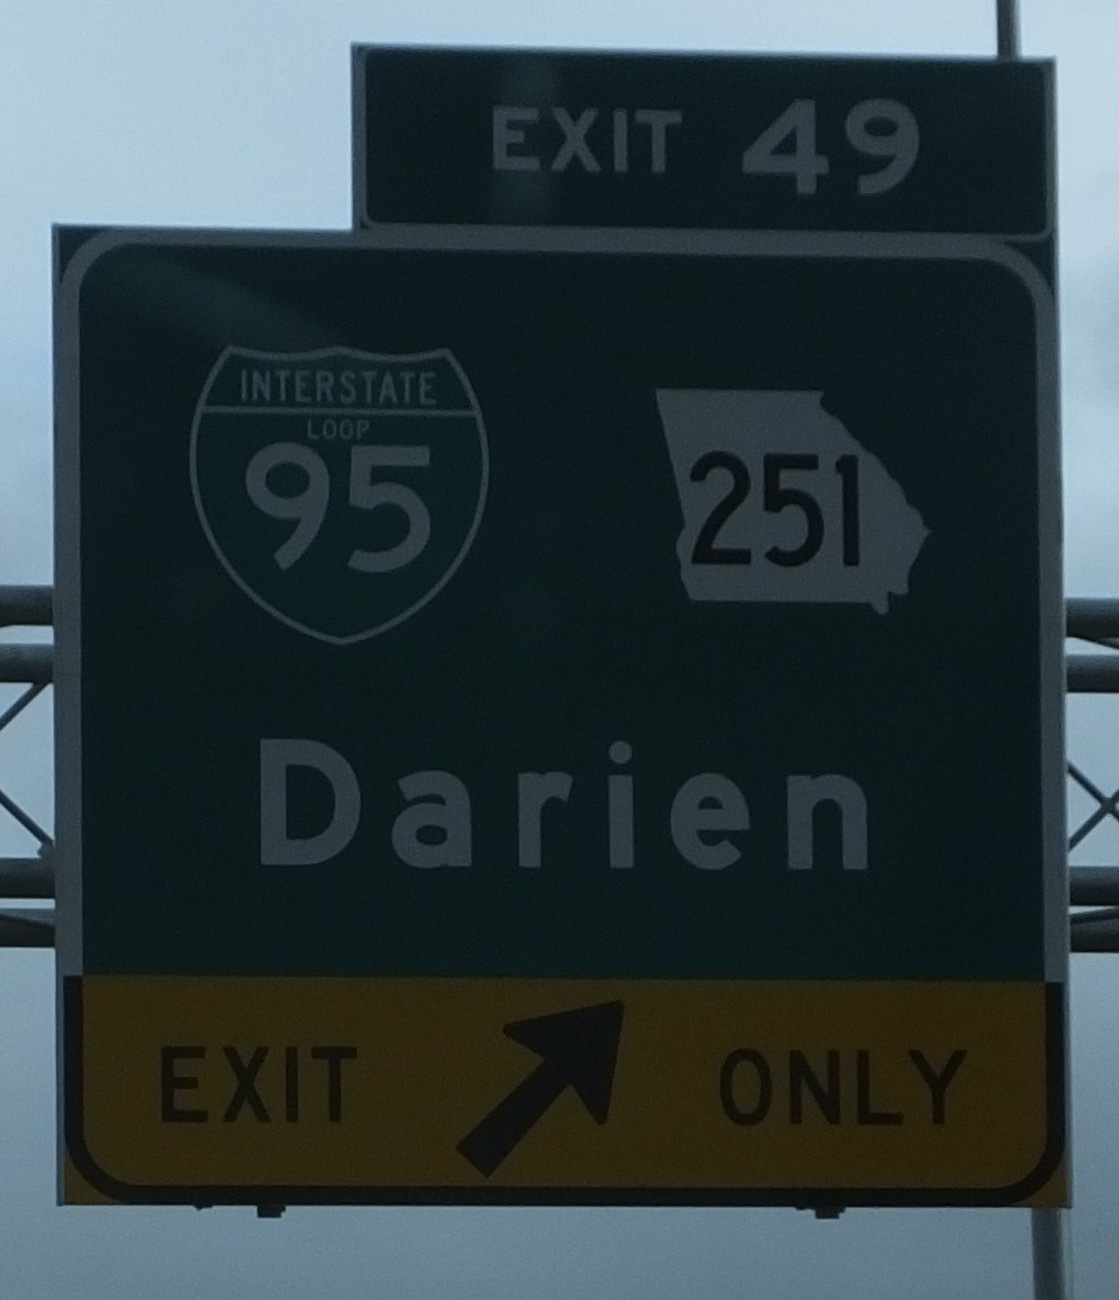 EXIT 49
INTERSTATE
LOOP
95
251
Darien
EXIT ONLY